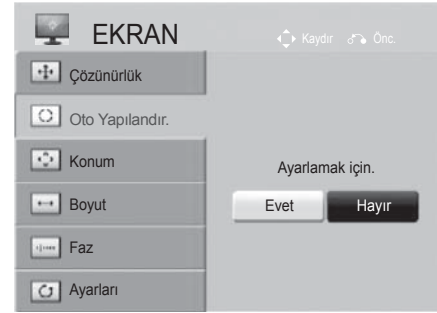 EKRAN
Kaydır Önc.
Çözünürlük
Oto Yapılandır.
Konum
Boyut
Faz
Ayarları
Ayarlamak için.
Evet Hayır